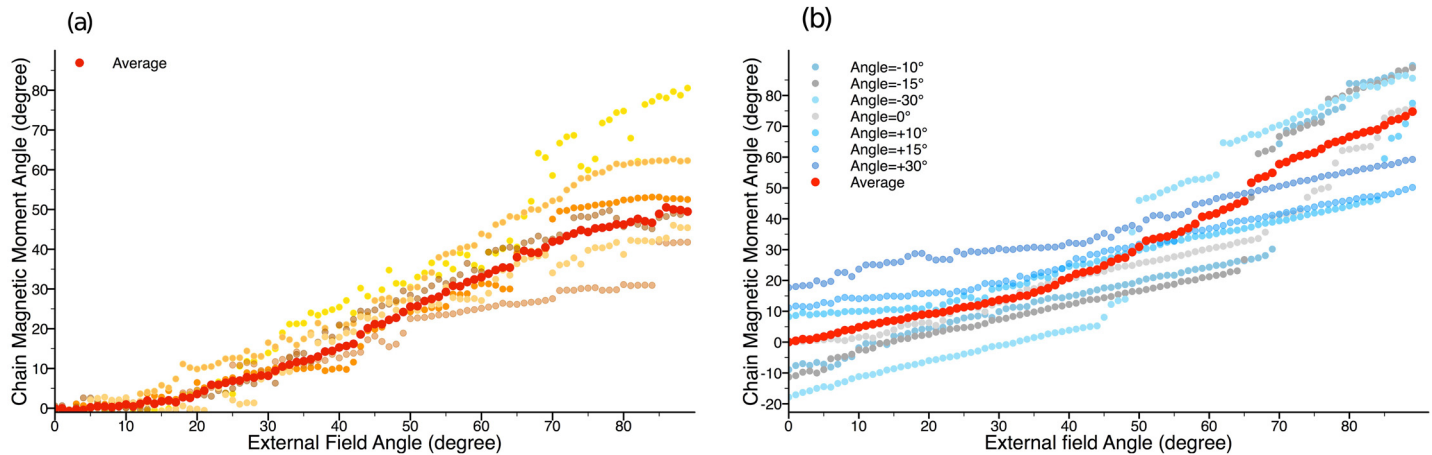 (a)
Average
Chain Magnetic Moment Angle (degree)
80
70
60
50
40
30
20
10
0
0 10 20 30 40 50 60 70 80
External Field Angle (degree)
(b)
Angle=-10°
Angle=-15°
Angle=-30°
Angle=0°
Angle=+10°
Angle=+15°
Angle=+30°
Average
Chain Magnetic Moment Angle (degree)
80
70
60
50
40
30
20
10
0
-10
-20
0 10 20 30 40 50 60 70 80
External field Angle (degree)